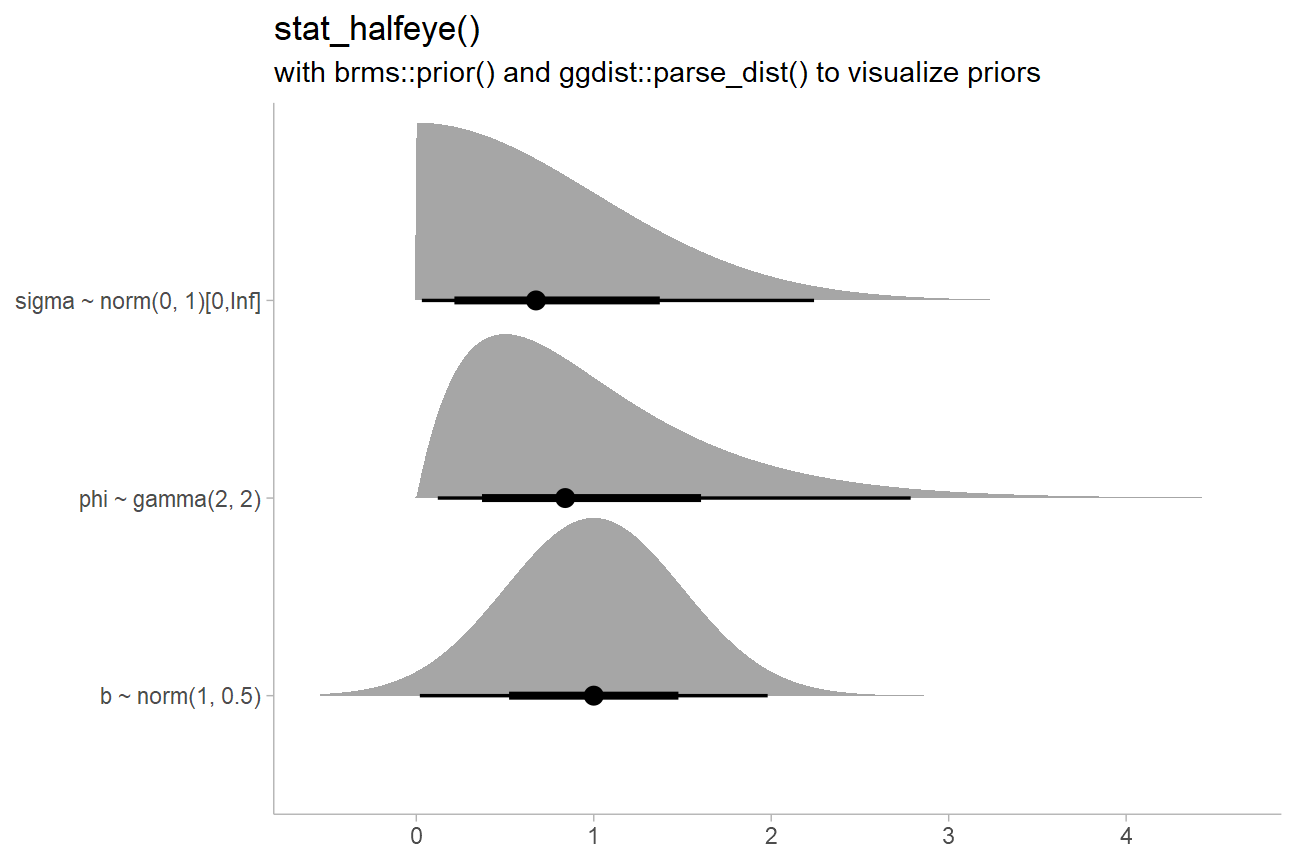 stat_halfeye()
with brms::prior() and ggdist::parse_dist() to visualize priors
sigma ~ norm(0, 1)[0,Inf]
phi ~ gamma(2, 2)
b ~ norm(1, 0.5)
0 1 2 3 4